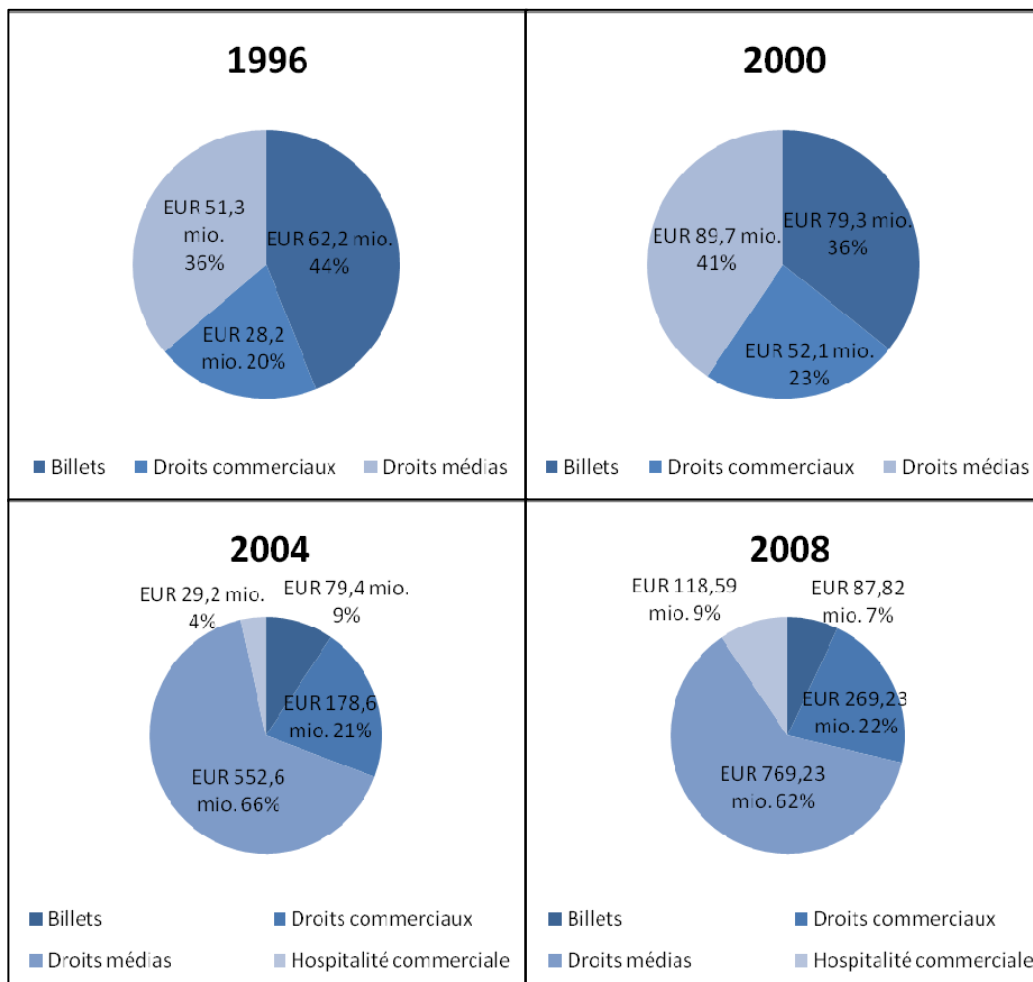 1996
EUR 51,3
mio.
36%
EUR 62,2 mio.
44%
EUR 28,2
mio. 20%
Billets Droits commerciaux Droits médias
2000
EUR 79,3 mio.
36%
EUR 89,7 mio.
41%
EUR 52,1 mio.
23%
Billets Droits commerciaux Droits médias
2004
EUR 29,2 mio.
4%
EUR 79,4 mio.
9%
EUR 178,6
mio. 21%
EUR 552,6
mio. 66%
Billets Droits commerciaux
Droits médias Hospitalité commerciale
2008
EUR 118,59
mio. 9%
EUR 87,82
mio. 7%
EUR 269,23
mio. 22%
EUR 769,23
mio. 62%
Billets Droits commerciaux
Droits médias Hospitalité commerciale